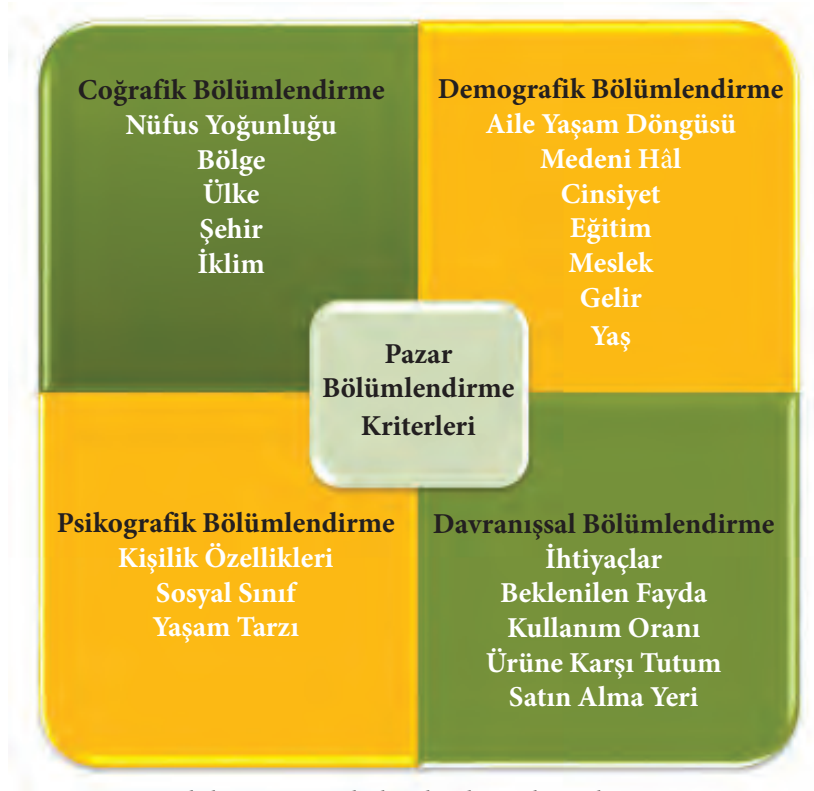 Coğrafik Bölümlendirme
Nüfus Yoğunluğu
Bölge
Ülke
Şehir
İklim
Demografik Bölümlendirme
Aile Yaşam Döngüsü
Medeni Hâl
Cinsiyet
Eğitim
Meslek
Gelir
Yaş
Pazar
Bölümlendirme
Kriterleri
Psikografik Bölümlendirme
Kişilik Özellikleri
Sosyal Sınıf
Yaşam Tarzı
Davranışsal Bölümlendirme
İhtiyaçlar
Beklenilen Fayda
Kullanım Oranı
Ürüne Karşı Tutum
Satın Alma Yeri